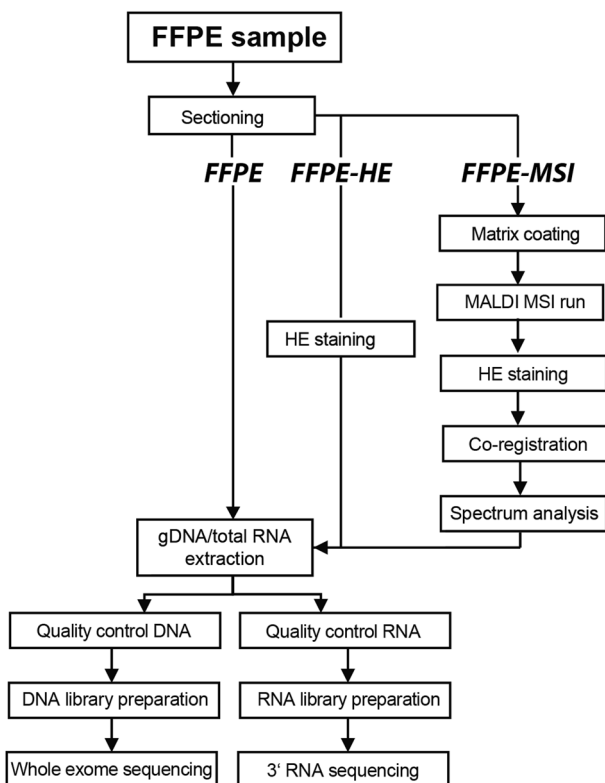 FFPE sample
Sectioning
FFPE
FFPE-HE
FFPE-MSI
Matrix coating
MALDI MSI run
HE staining
HE staining
Co-registration
Spectrum analysis
gDNA/total RNA
extraction
Quality control DNA
Quality control RNA
DNA library preparation
RNA library preparation
Whole exome sequencing
3‘ RNA sequencing